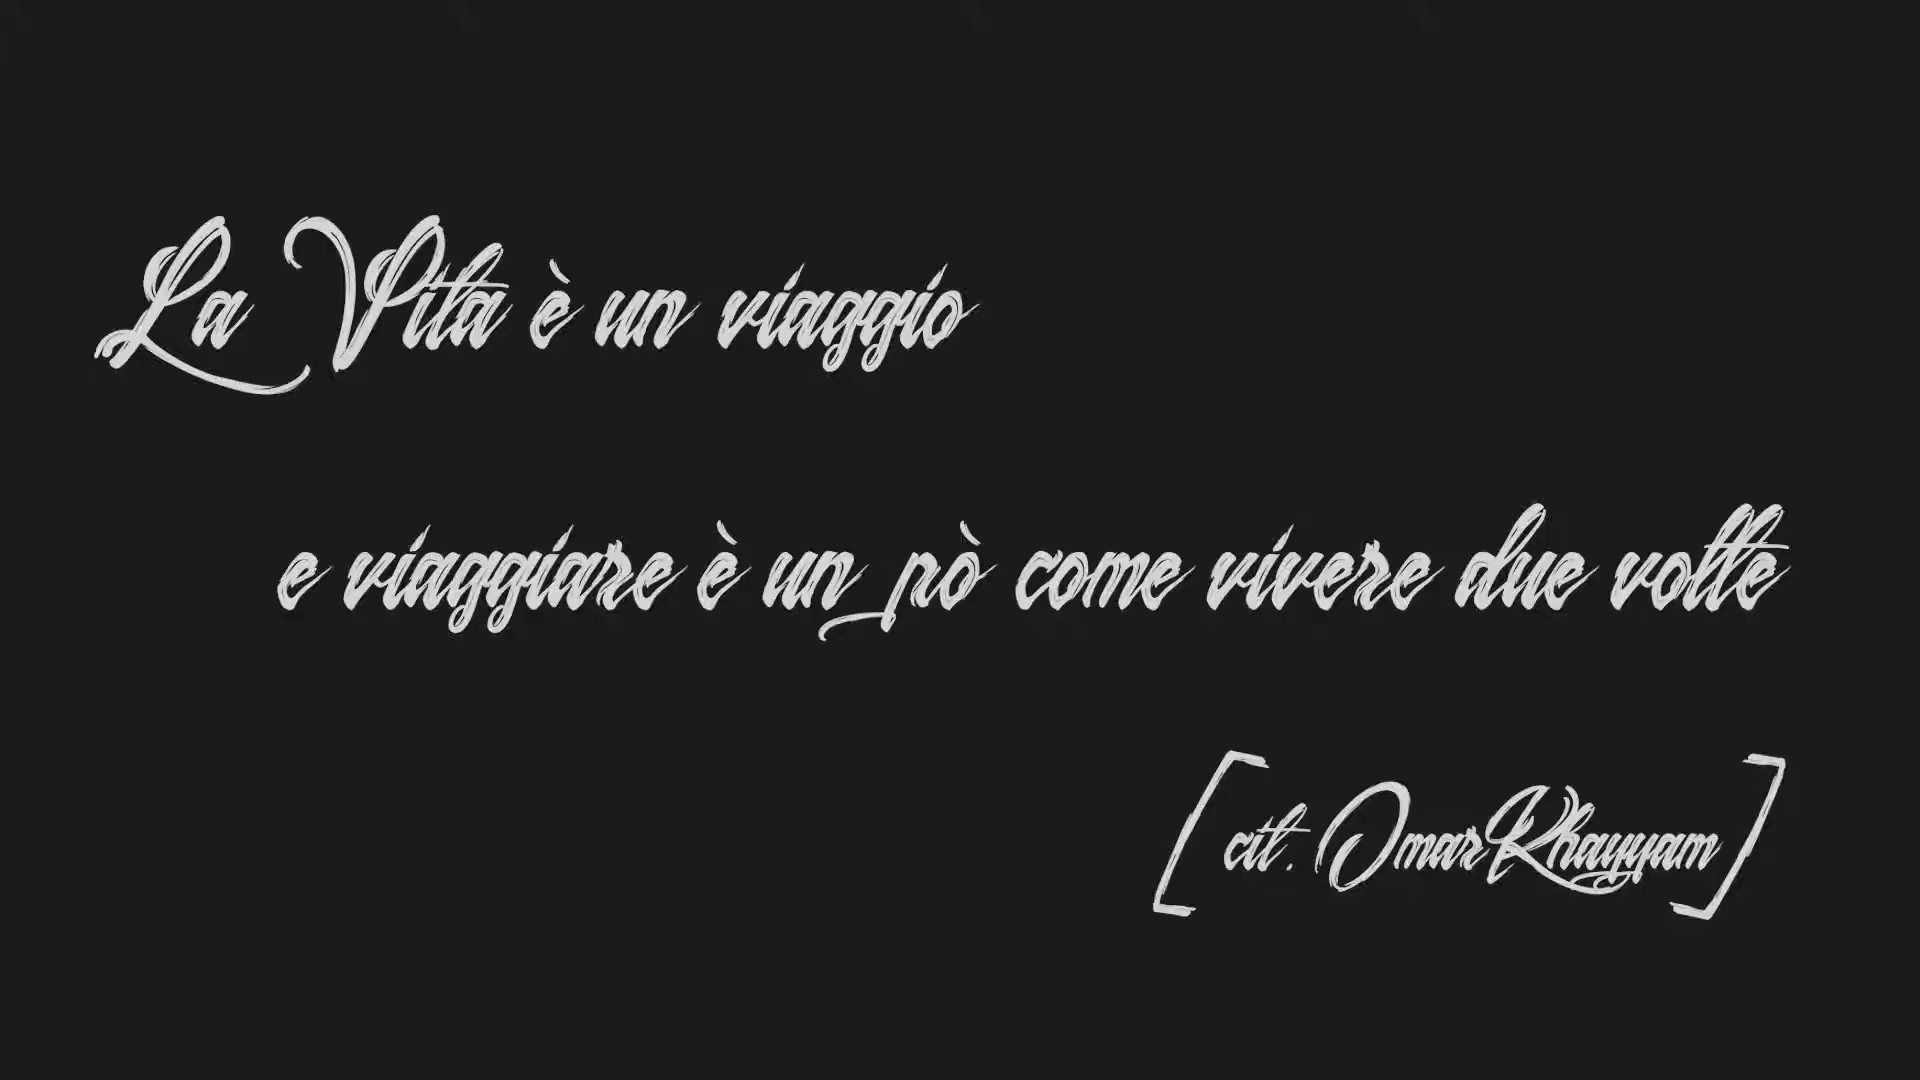 La Vita è un viaggio
e viaggiare è un pò come vivere due volte
[cit. Omar Khayyam]